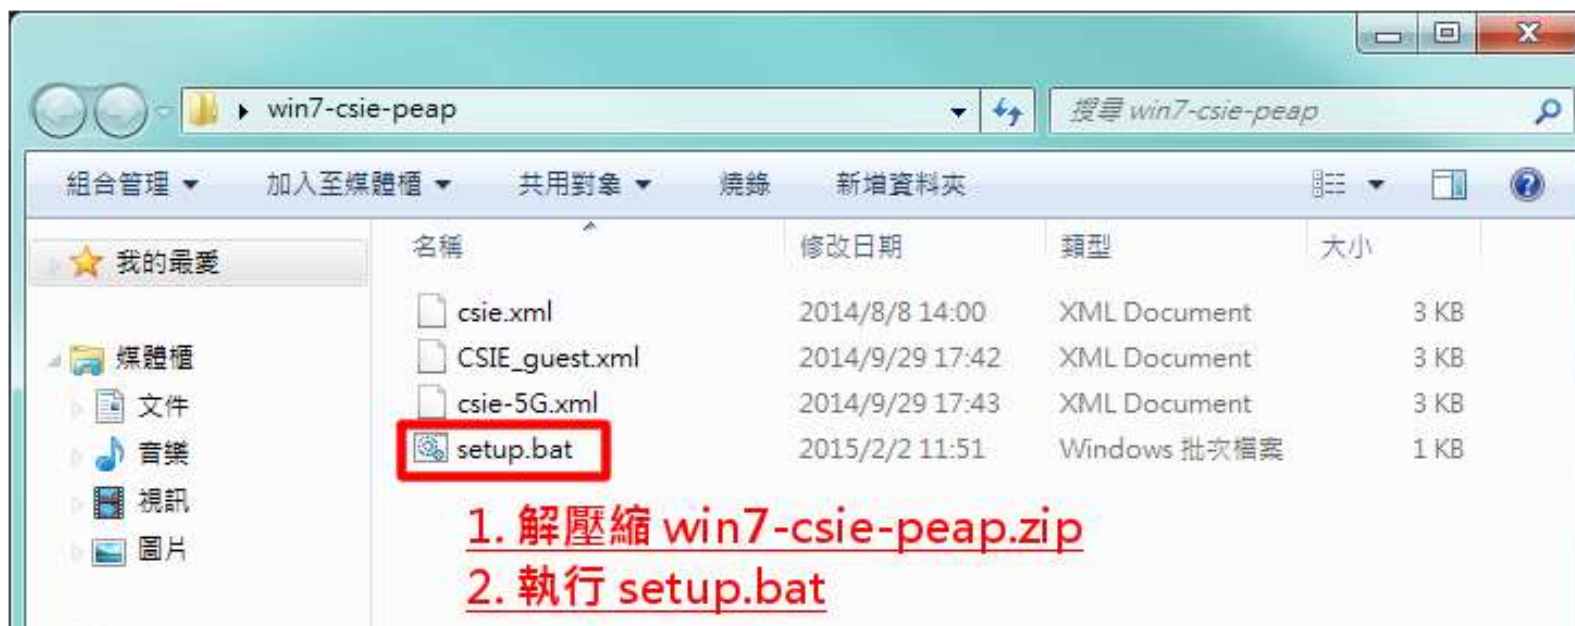 win7-csie-peap
搜尋 win7-csie-peap
組合管理 加入至媒體櫃 共用對象 燒錄 新增資料夾
我的最愛
名稱 修改日期 類型 大小
csie.xml 2014/8/8 14:00 XML Document 3 KB
媒體櫃
CSIE_guest.xml 2014/9/29 17:42 XML Document 3 KB
文件
csie-5G.xml 2014/9/29 17:43 XML Document 3 KB
音樂
setup.bat 2015/2/2 11:51 Windows 批次檔案 1 KB
視訊
圖片
1. 解壓縮 win7-csie-peap.zip
2. 執行 setup.bat